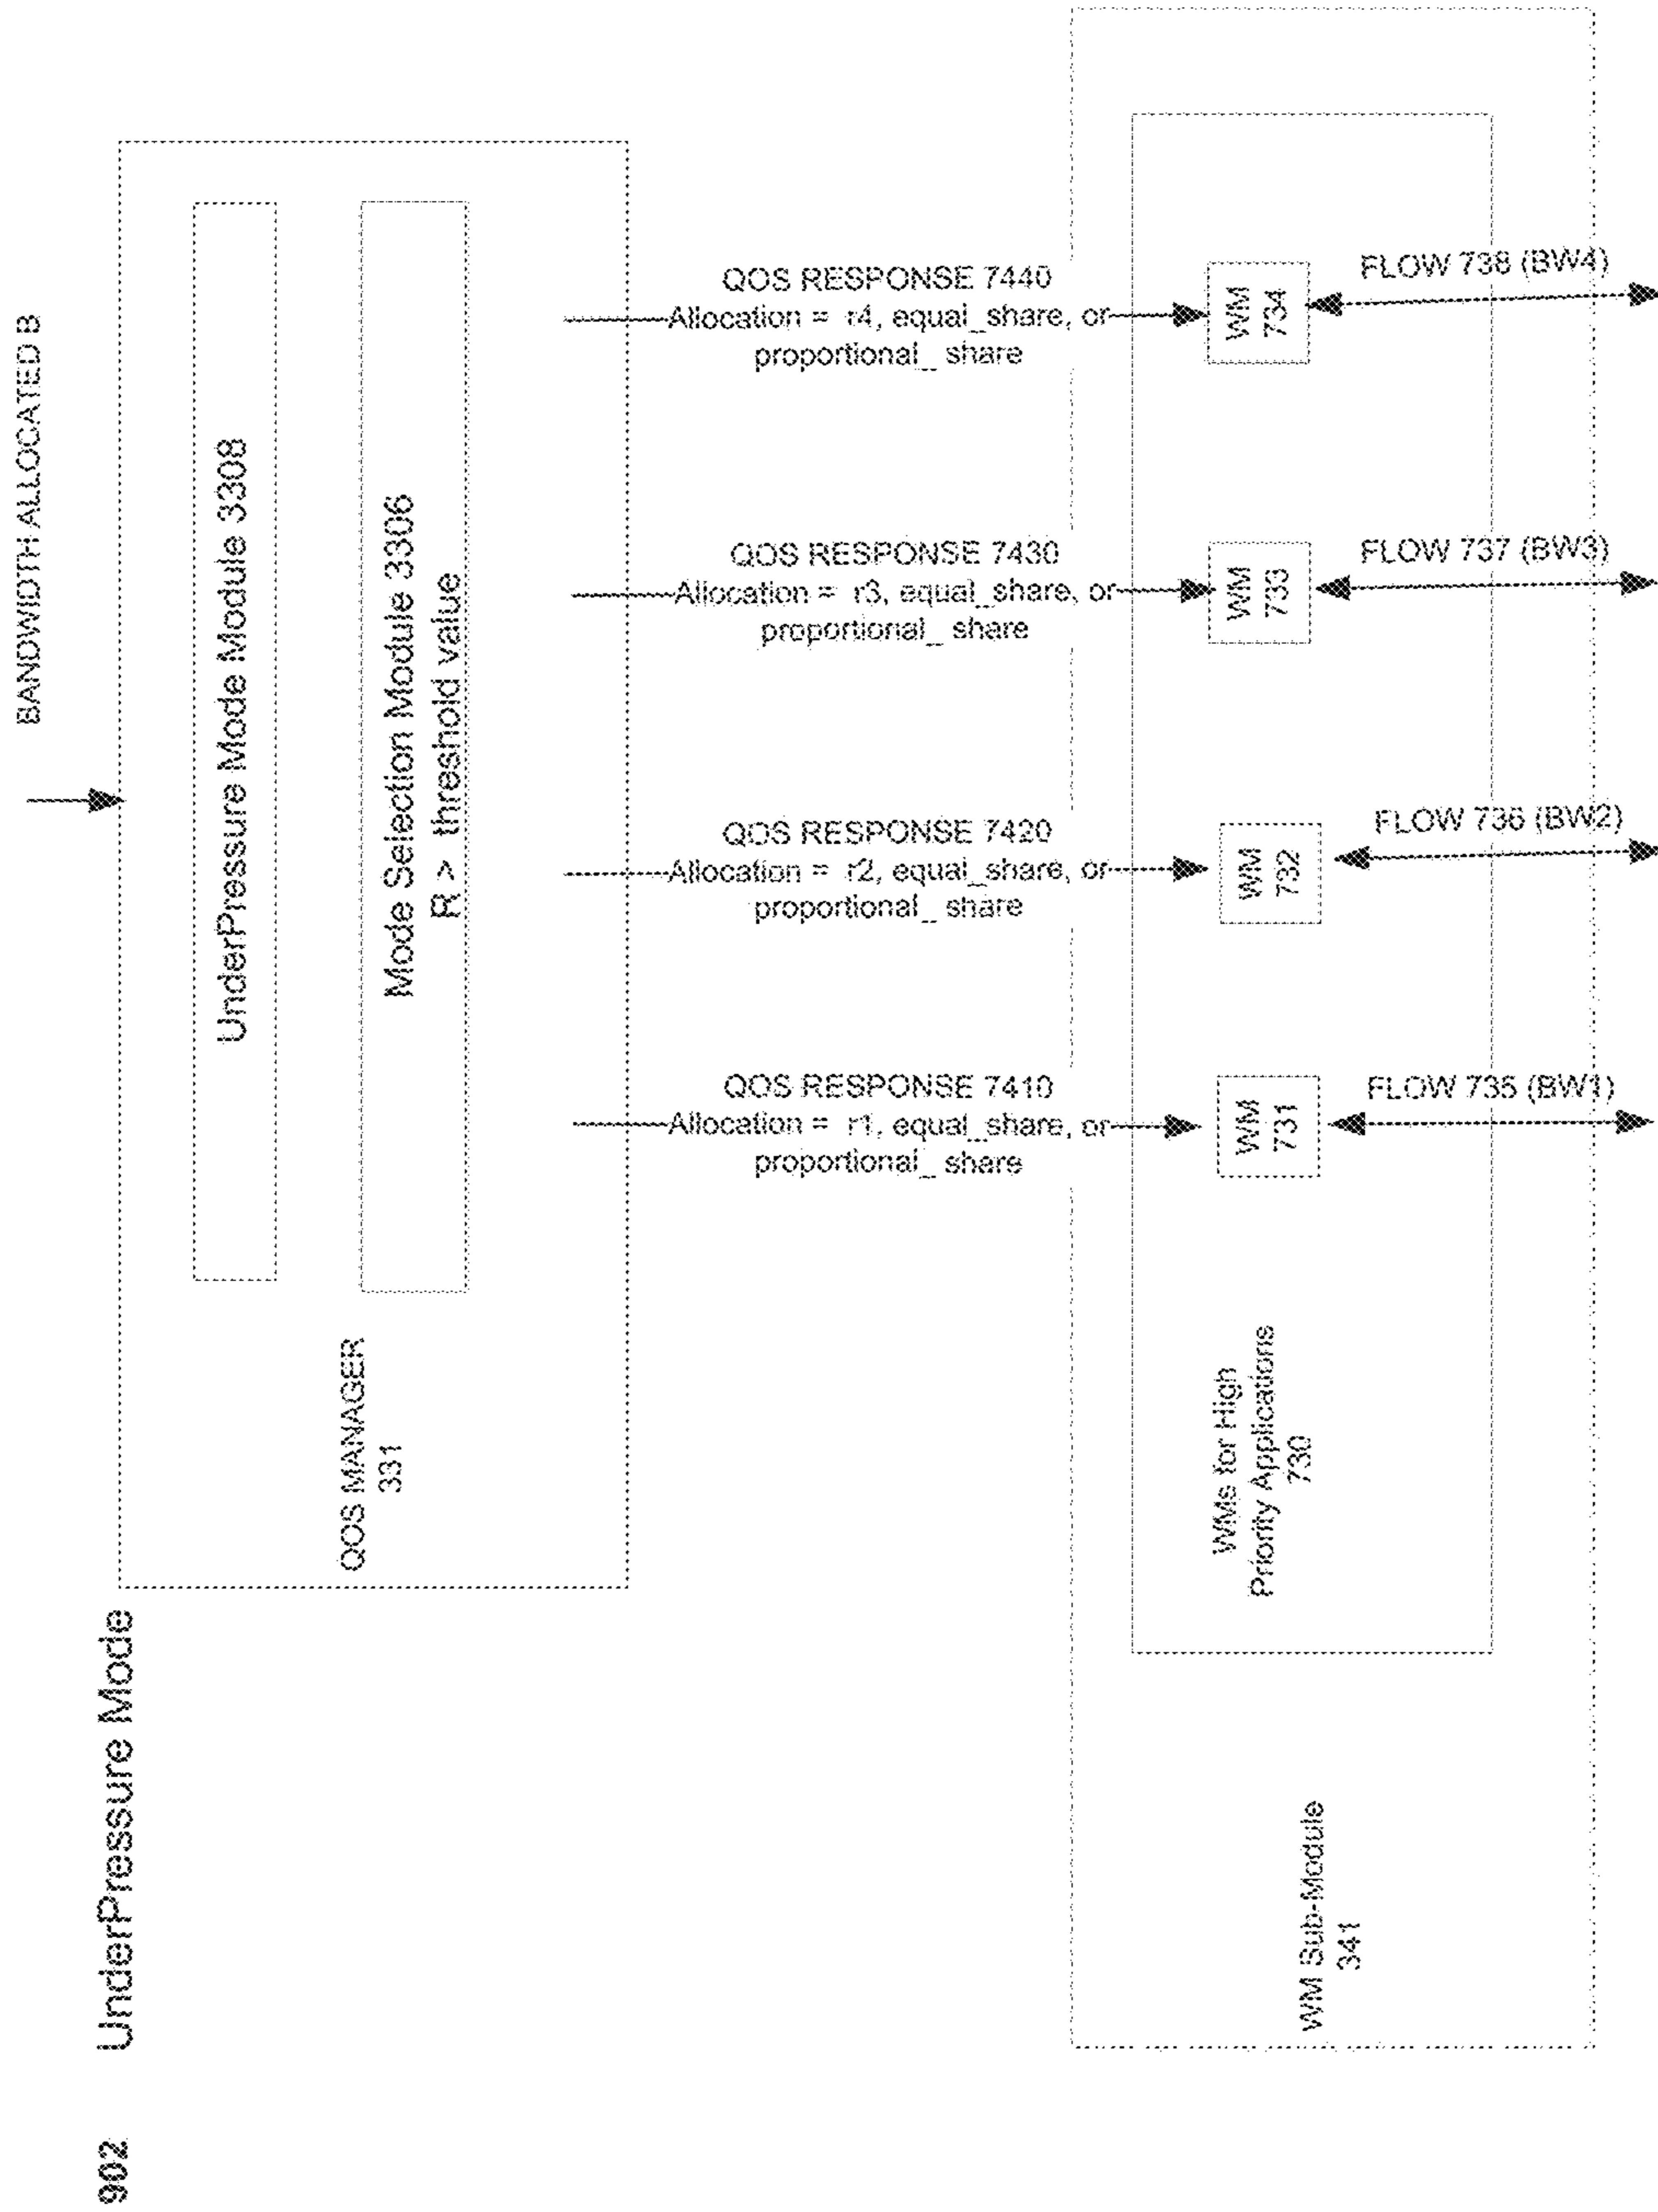 902 UnderPressure Mode
BANDWIDTH ALLOCATED B
QOS MANAGER
331
UnderPressure Mode Module 3308
Mode Selection Module 3306
R > threshold value
QOS RESPONSE 7410
Allocation = r1, equal_share, or
proportional_ share
QOS RESPONSE 7420
Allocation = r2, equal_share, or
proportional_ share
QOS RESPONSE 7430
Allocation = r3, equal_share, or
proportional_ share
QOS RESPONSE 7440
Allocation = r4, equal_share, or
proportional_ share
WM Sub-Module
341
WMs for High
Priority Applications
730
WM
731
WM
732
WM
733
WM
734
FLOW 735 (BW1)
FLOW 736 (BW2)
FLOW 737 (BW3)
FLOW 738 (BW4)